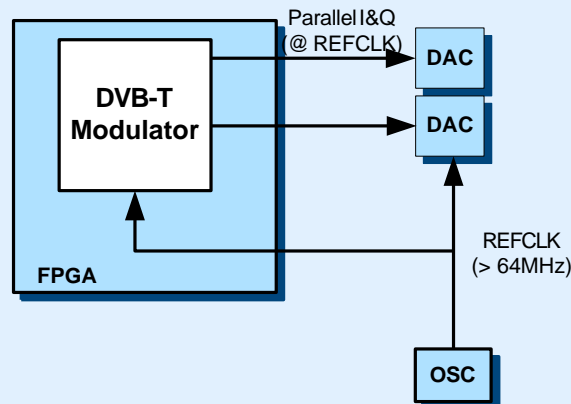 Parallel I&Q
(@ REFCLK)
DAC
DVB-T
Modulator
DAC
REFCLK
(> 64MHz)
FPGA
OSC